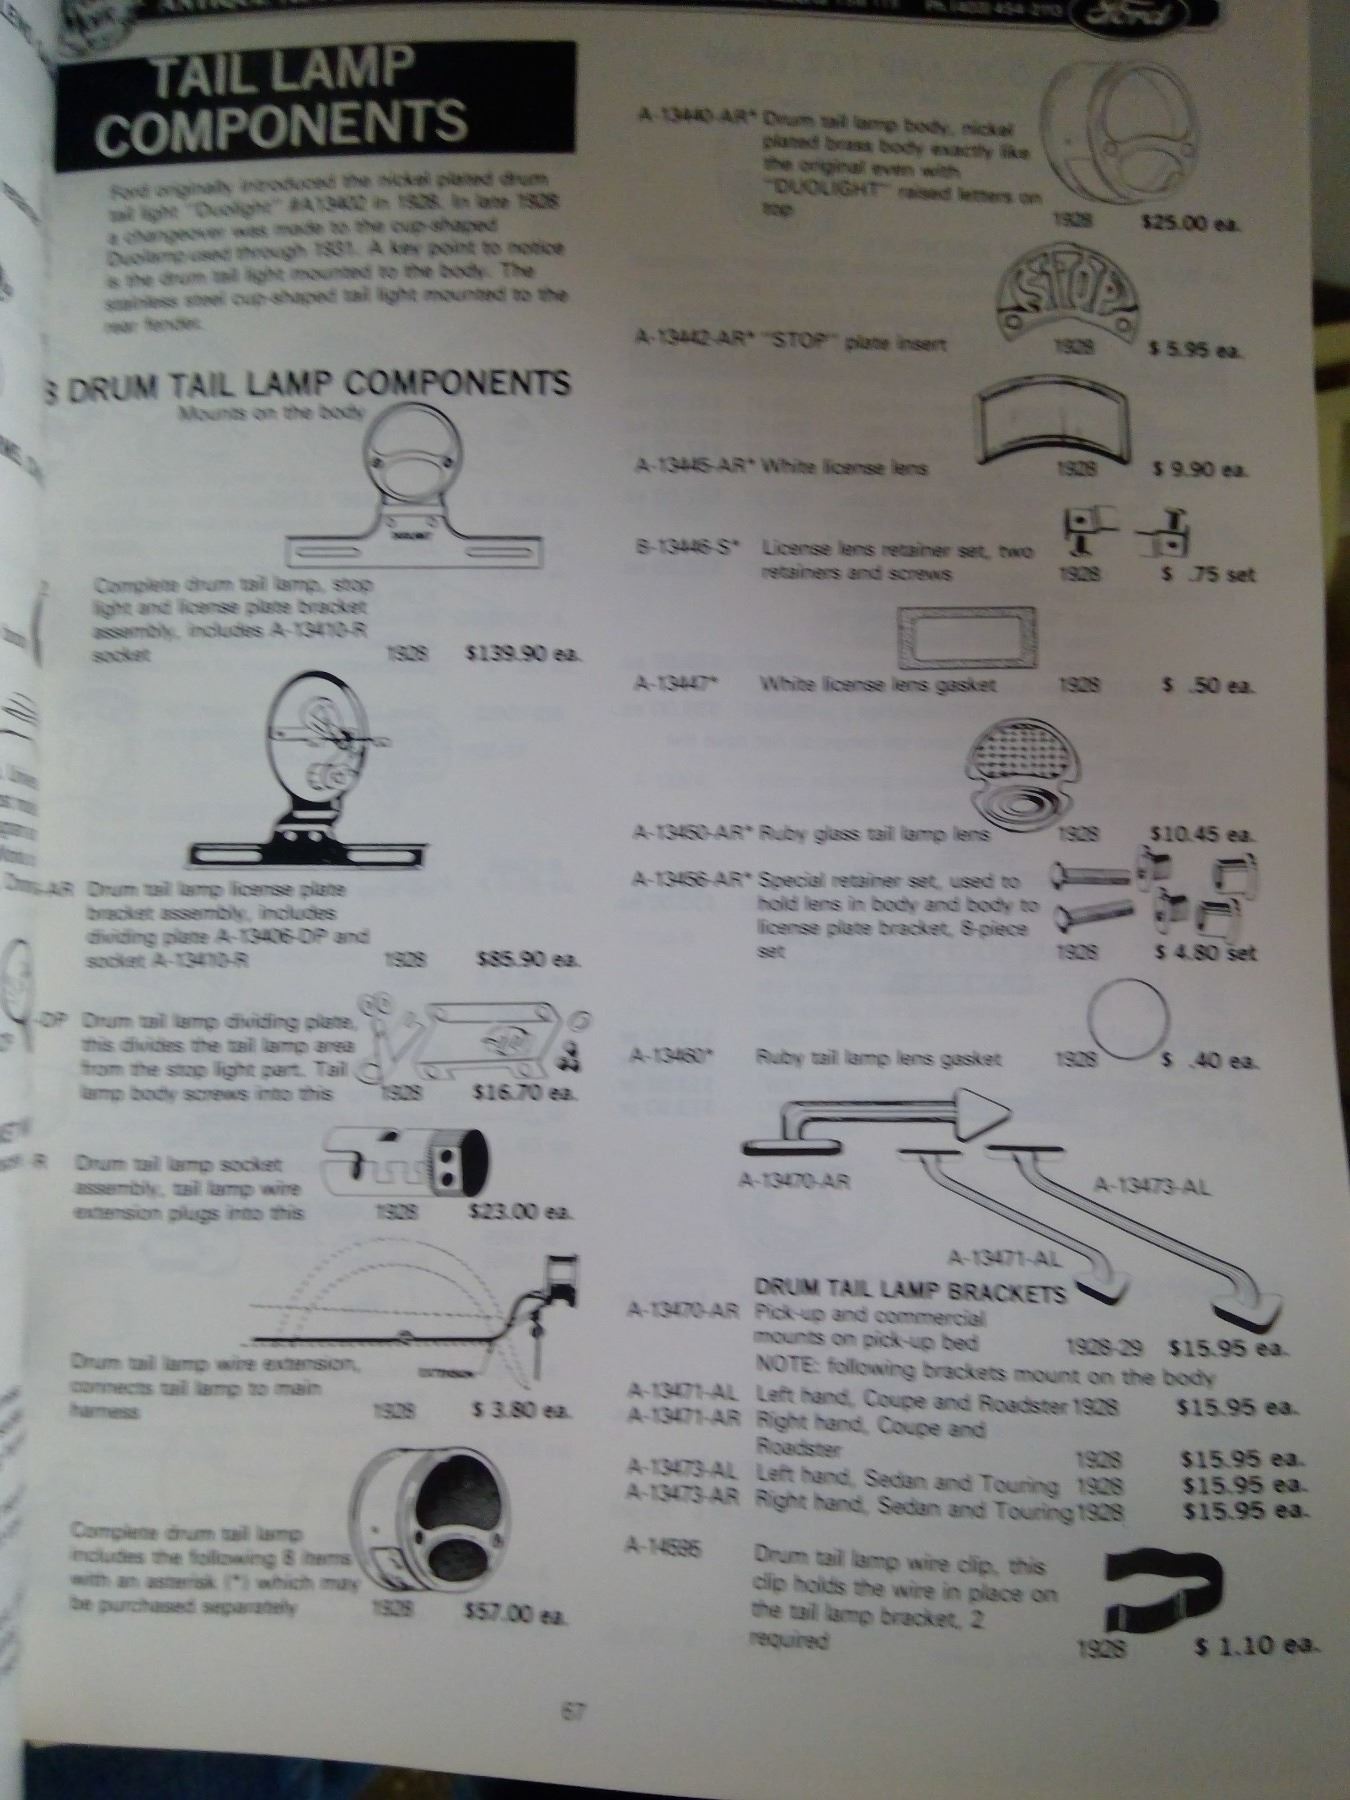 Ford
TAIL LAMP
COMPONENTS
Ford originally introduced the nickel plated drum
tail light "Duolight" #A13402 in 1928. In late 1928
a changeover was made to the cup-shaped
Duolamp used through 1931. A key point to notice
is the drum tail light mounted to the body. The
stainless steel cup-shaped tail light mounted to the
rear fender.
8 DRUM TAIL LAMP COMPONENTS
Mounts on the body
Complete drum tail lamp, stop
light and license plate bracket
assembly, includes A-13410-R
socket 1928 $139.90 ea.
-AR Drum tail lamp license plate
bracket assembly, includes
dividing plate A-13406-DP and
socket A-13410-R 1928 $85.90 ea.
-DP Drum tail lamp dividing plate,
this divides the tail lamp area
from the stop light part. Tail
lamp body screws into this 1928 $16.70 ea.
-R Drum tail lamp socket
assembly, tail lamp wire
extension plugs into this 1928 $23.00 ea.
EXTENSION
Drum tail lamp wire extension,
connects tail lamp to main
harness 1928 $ 3.80 ea.
Complete drum tail lamp
includes the following 8 items
with an asterisk (*) which may
be purchased separately 1928 $57.00 ea.
A-13440-AR* Drum tail lamp body, nickel
plated brass body exactly like
the original even with
"DUOLIGHT" raised letters on
top 1928 $25.00 ea.
STOP
A-13442-AR* "STOP" plate insert 1928 $ 5.95 ea.
A-13445-AR* White license lens 1928 $ 9.90 ea.
B-13446-S* License lens retainer set, two
retainers and screws 1928 $ .75 set
A-13447* White license lens gasket 1928 $ .50 ea.
A-13450-AR* Ruby glass tail lamp lens 1928 $10.45 ea.
A-13456-AR* Special retainer set, used to
hold lens in body and body to
license plate bracket, 8-piece
set 1928 $ 4.80 set
A-13460* Ruby tail lamp lens gasket 1928 $ .40 ea.
A-13470-AR
A-13473-AL
A-13471-AL
DRUM TAIL LAMP BRACKETS
A-13470-AR Pick-up and commercial
mounts on pick-up bed 1928-29 $15.95 ea.
NOTE: following brackets mount on the body
A-13471-AL Left hand, Coupe and Roadster 1928 $15.95 ea.
A-13471-AR Right hand, Coupe and
Roadster 1928 $15.95 ea.
A-13473-AL Left hand, Sedan and Touring 1928 $15.95 ea.
A-13473-AR Right hand, Sedan and Touring 1928 $15.95 ea.
A-14595 Drum tail lamp wire clip, this
clip holds the wire in place on
the tail lamp bracket, 2
required 1928 $ 1.10 ea.
67